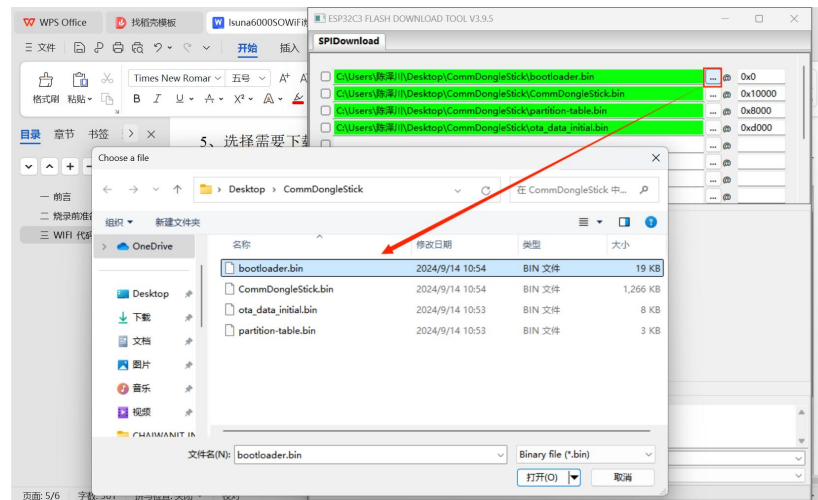 WPS Office
找稻壳模板
Isuna6000SOWiFi
文件
开始
插入
格式刷
粘贴
Times New Romar
五号
B I U A X² A
目录 章节 书签
5、选择需要下载
一 前言
二 烧录前准备
三 WIFI 代码
ESP32C3 FLASH DOWNLOAD TOOL V3.9.5
SPIDownload
C:\Users\陈泽川\Desktop\CommDongleStick\bootloader.bin ... @ 0x0
C:\Users\陈泽川\Desktop\CommDongleStick\CommDongleStick.bin ... @ 0x10000
C:\Users\陈泽川\Desktop\CommDongleStick\partition-table.bin ... @ 0x8000
C:\Users\陈泽川\Desktop\CommDongleStick\ota_data_initial.bin ... @ 0xd000
... @
... @
... @
... @
Choose a file
Desktop › CommDongleStick
在 CommDongleStick 中...
组织 新建文件夹
OneDrive
Desktop
下载
文档
图片
音乐
视频
CHAIWANIT IN
名称 修改日期 类型 大小
bootloader.bin 2024/9/14 10:54 BIN 文件 19 KB
CommDongleStick.bin 2024/9/14 10:54 BIN 文件 1,266 KB
ota_data_initial.bin 2024/9/14 10:53 BIN 文件 8 KB
partition-table.bin 2024/9/14 10:53 BIN 文件 3 KB
文件名(N): bootloader.bin
Binary file (*.bin)
打开(O) 取消
页面: 5/6